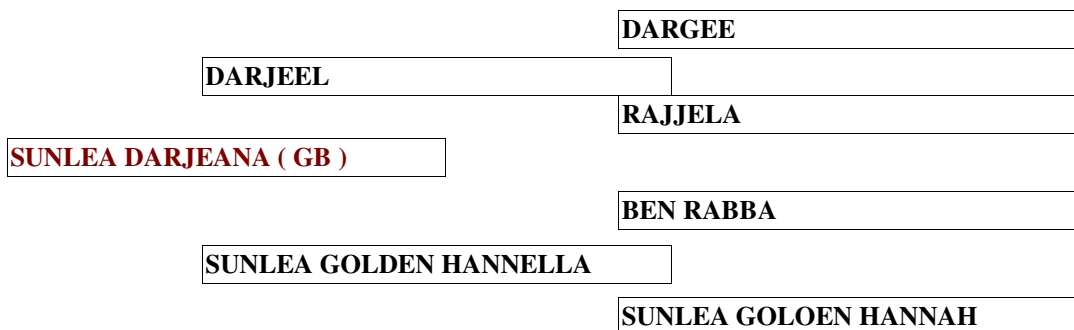 DARGEE
DARJEEL
RAJJELA
SUNLEA DARJEANA ( GB )
BEN RABBA
SUNLEA GOLDEN HANNELLA
SUNLEA GOLOEN HANNAH